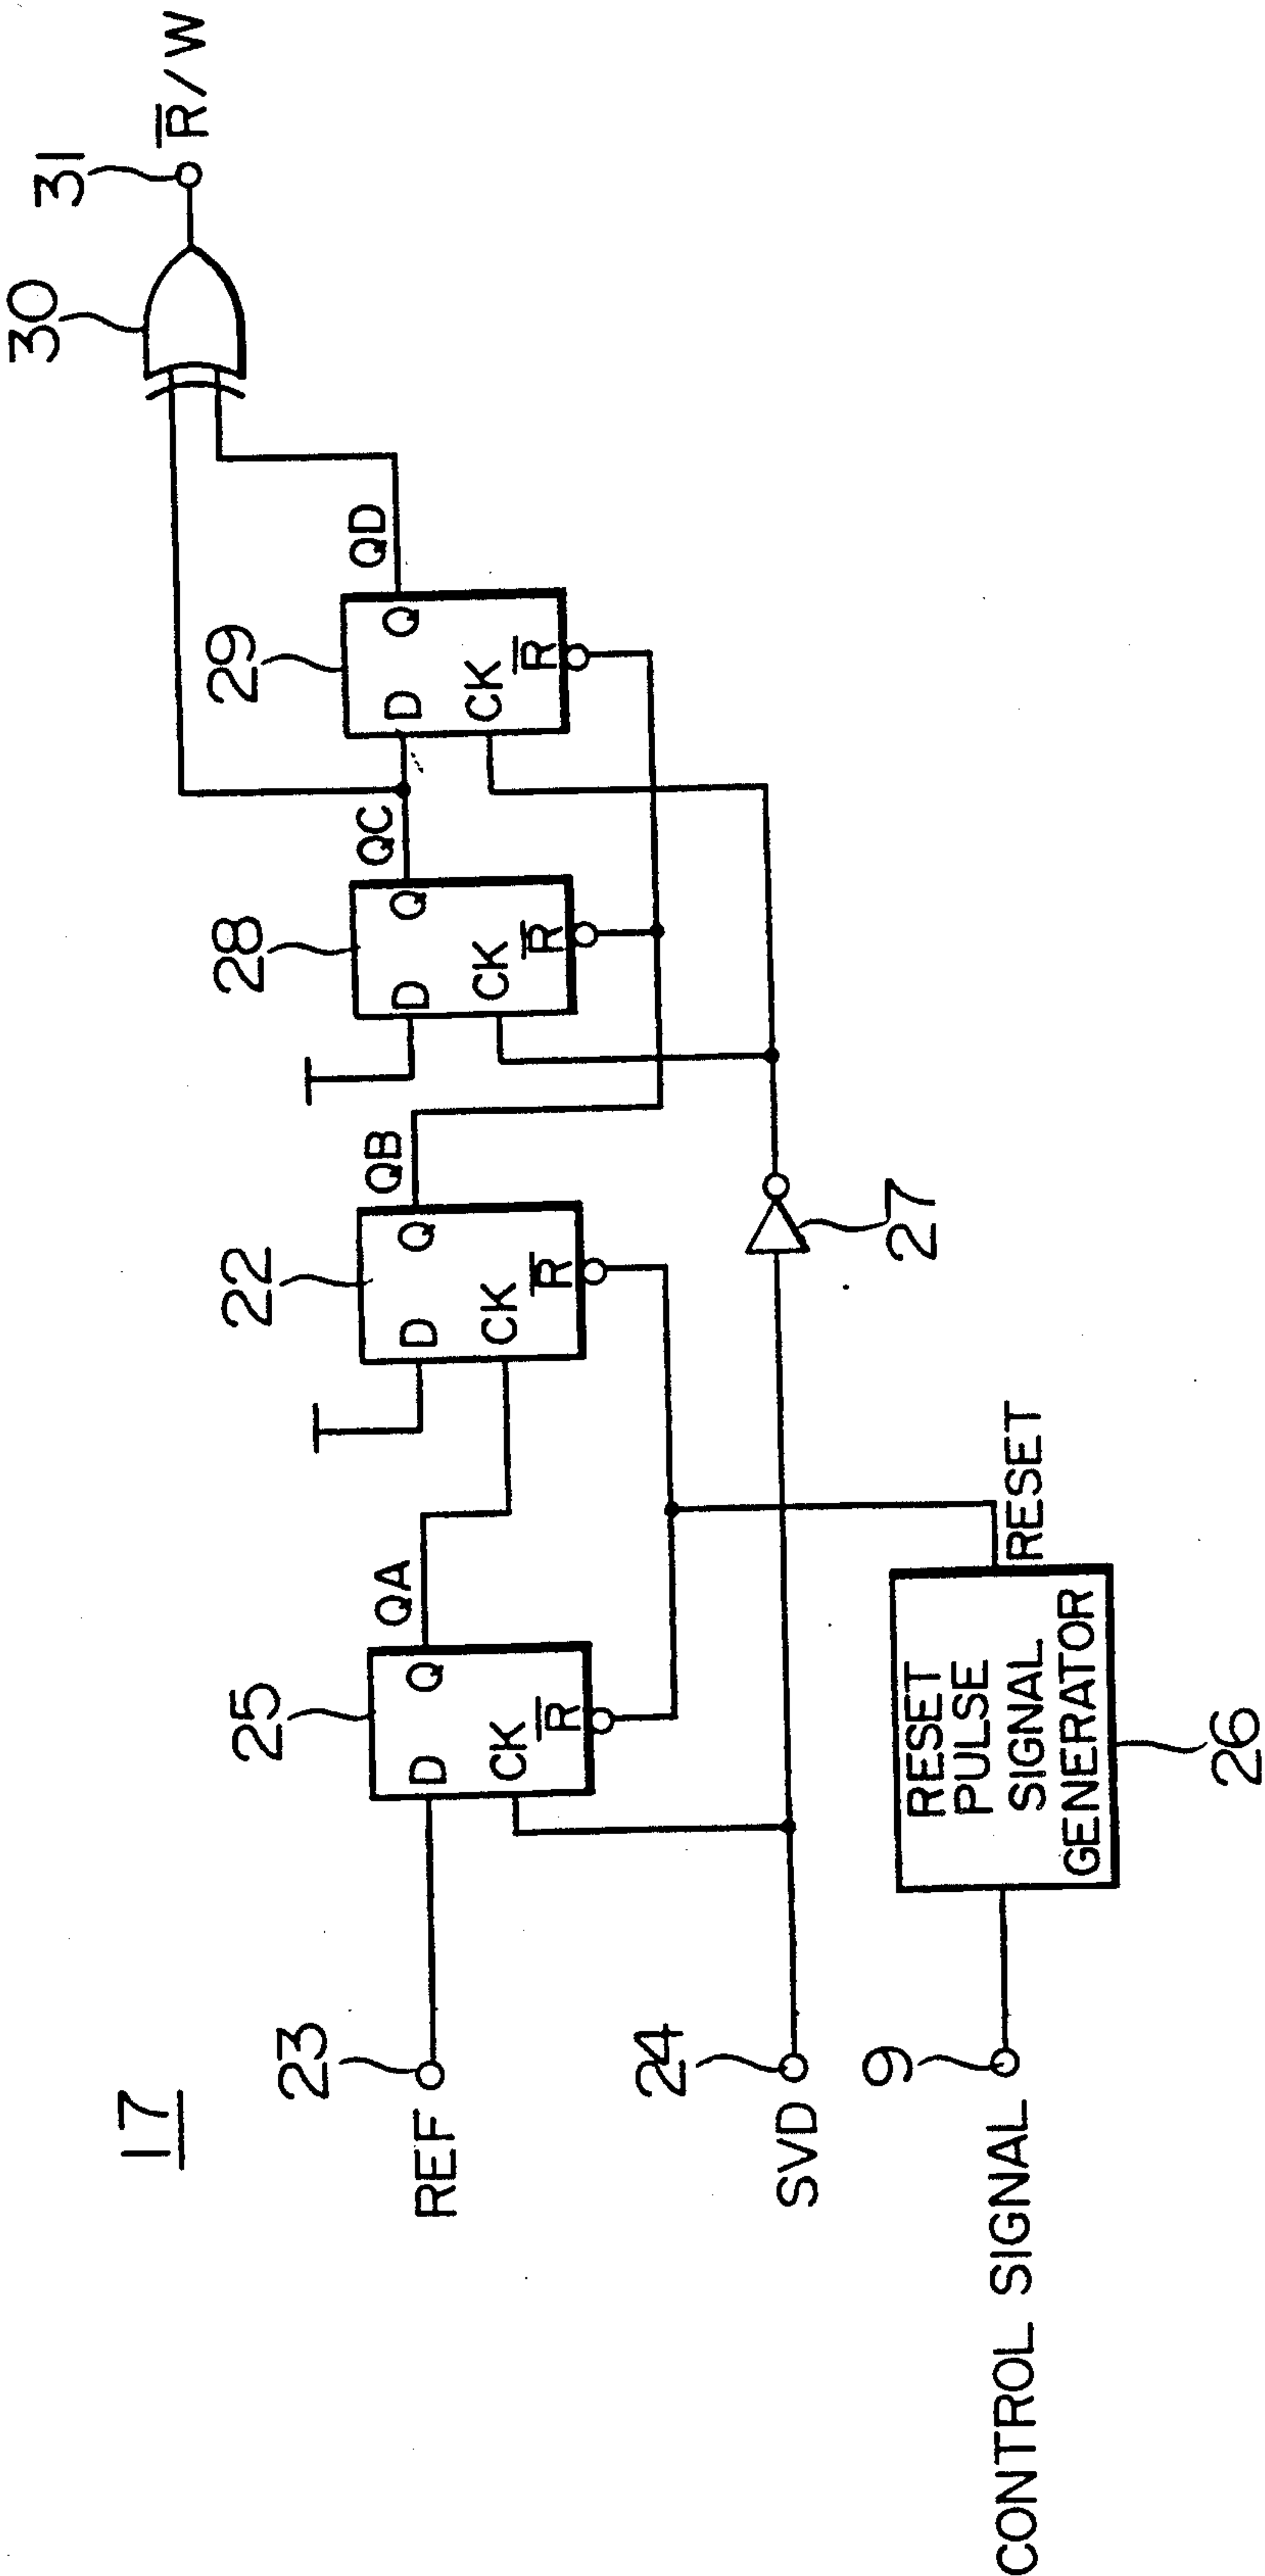 17
30
31
R̅/W
29
28
QD
QC
22
QB
D
Q
CK
R̅
D
Q
CK
R̅
25
QA
D
Q
CK
R̅
D
Q
CK
R̅
23
REF
27
24
SVD
RESET
9
CONTROL SIGNAL
RESET
PULSE
SIGNAL
GENERATOR
26